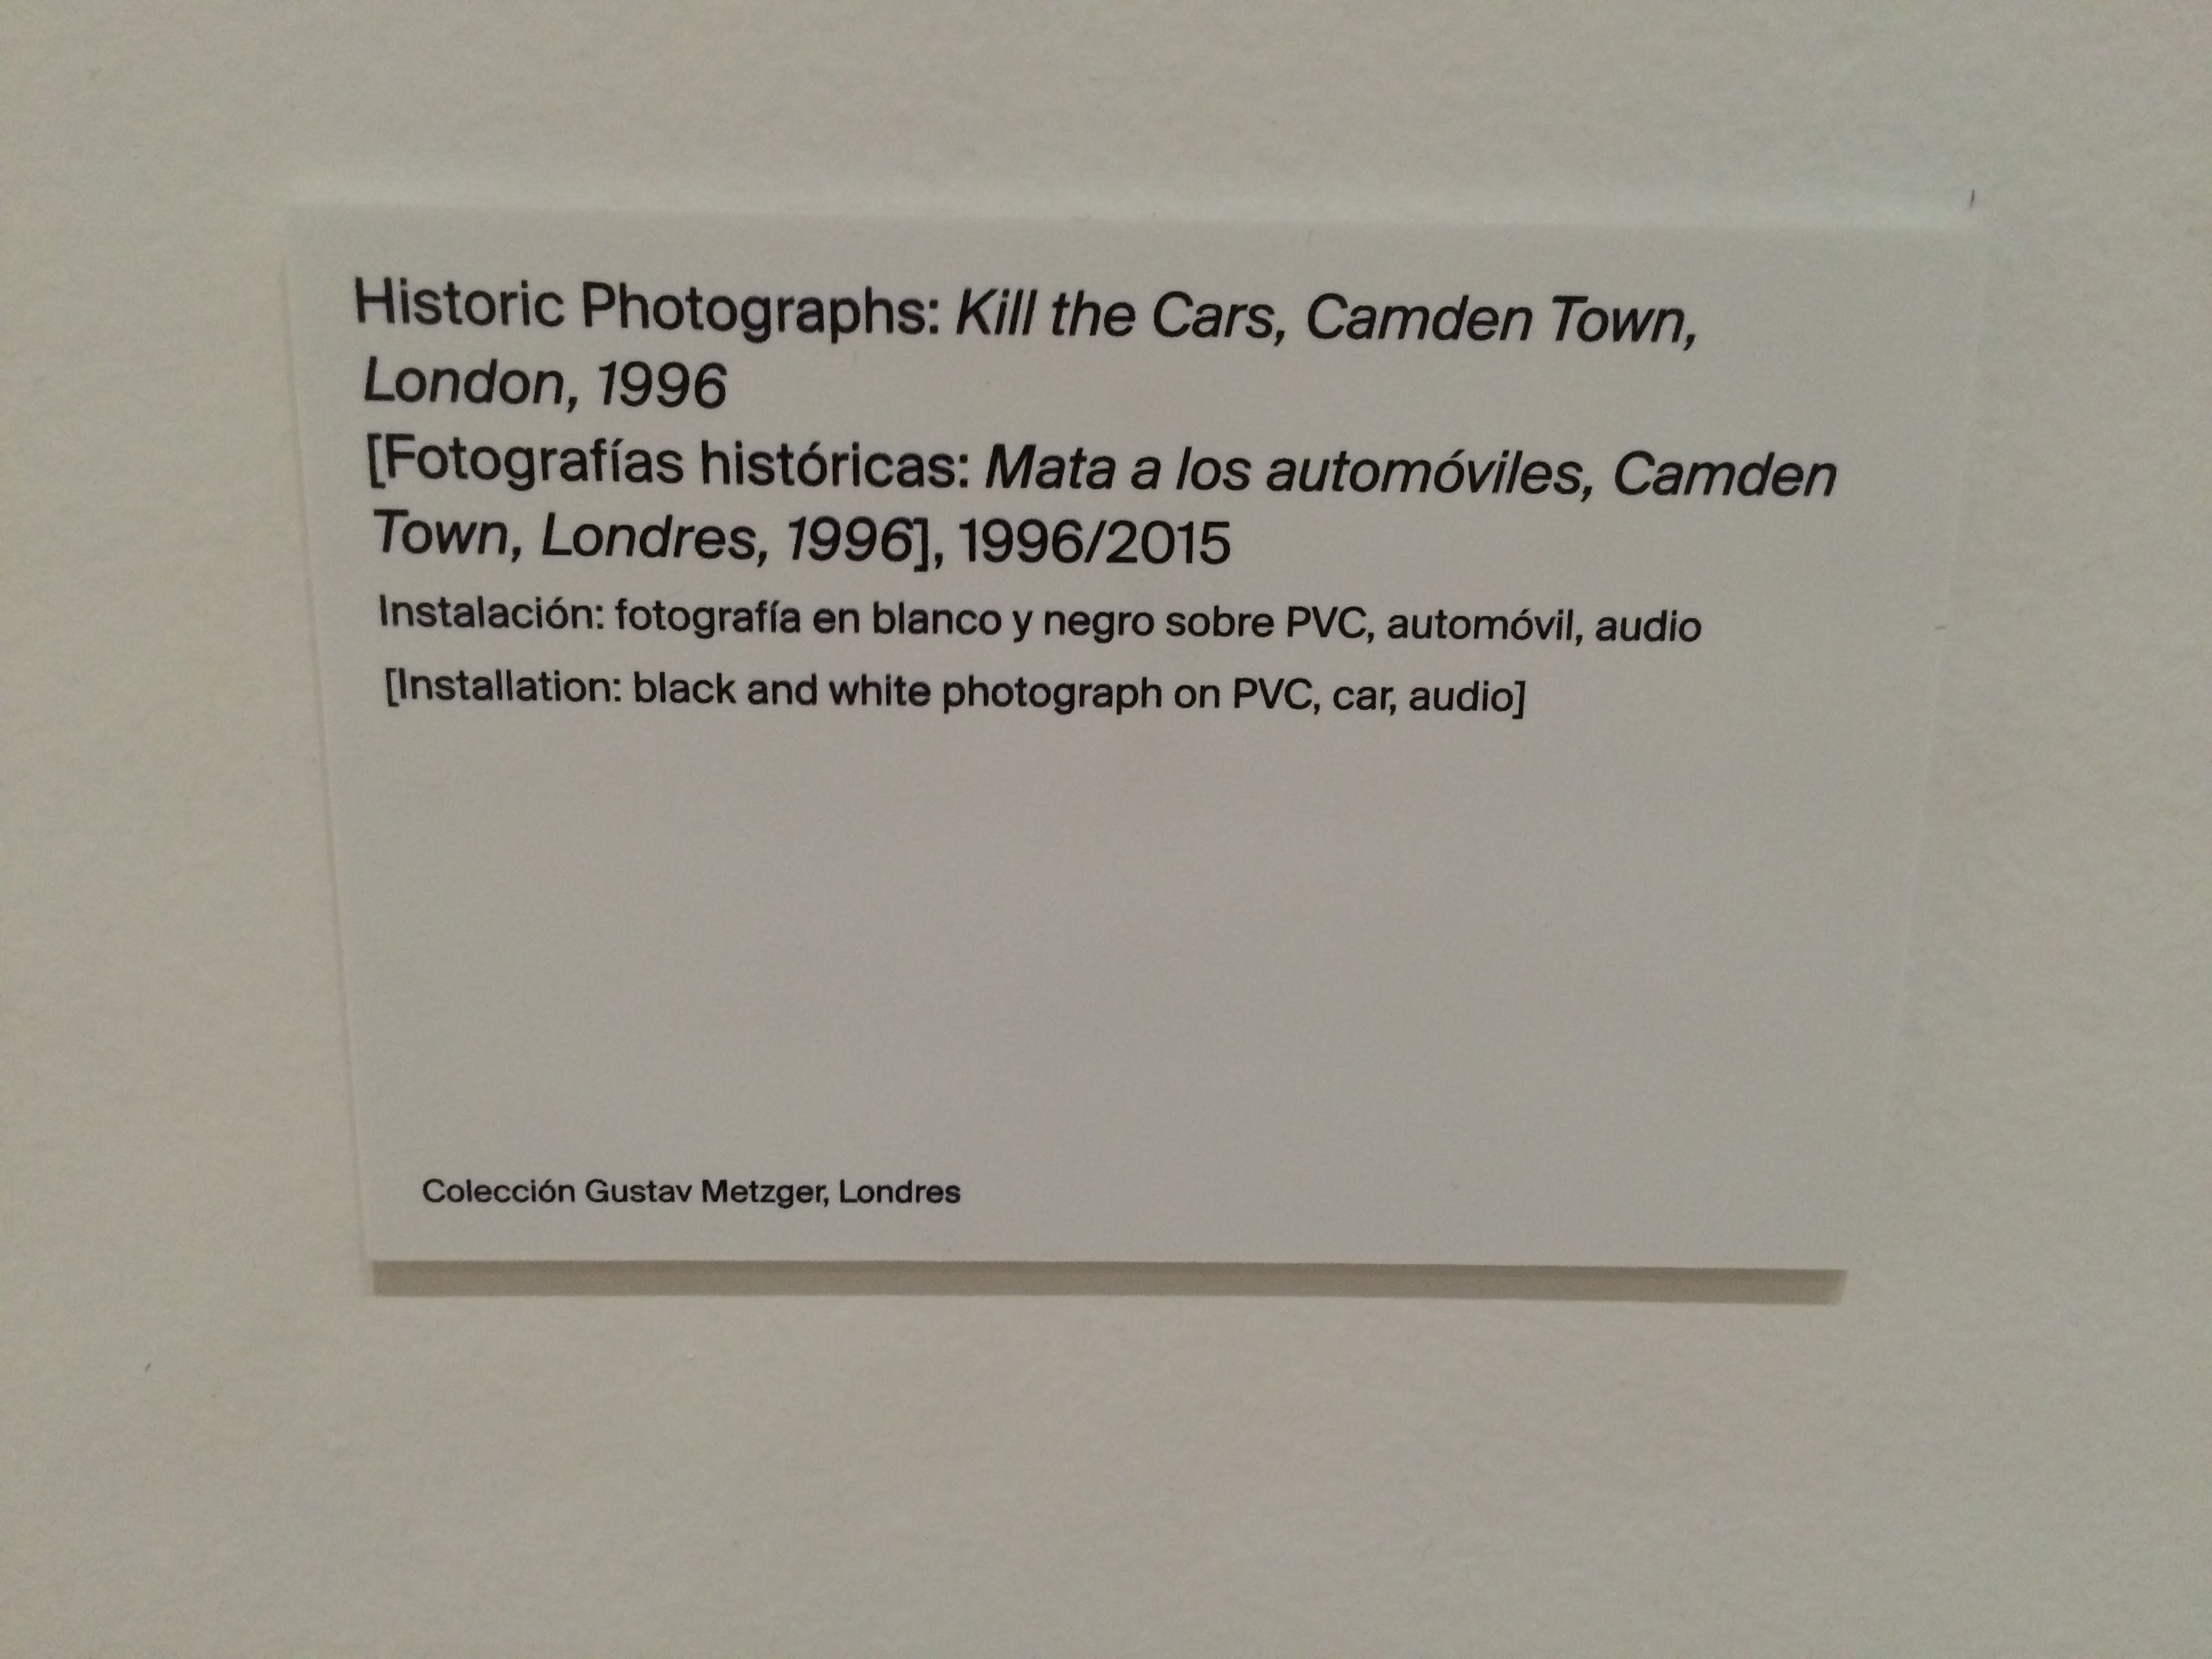 Historic Photographs: Kill the Cars, Camden Town,
London, 1996
[Fotografías históricas: Mata a los automóviles, Camden
Town, Londres, 1996], 1996/2015
Instalación: fotografía en blanco y negro sobre PVC, automóvil, audio
[Installation: black and white photograph on PVC, car, audio]
Colección Gustav Metzger, Londres